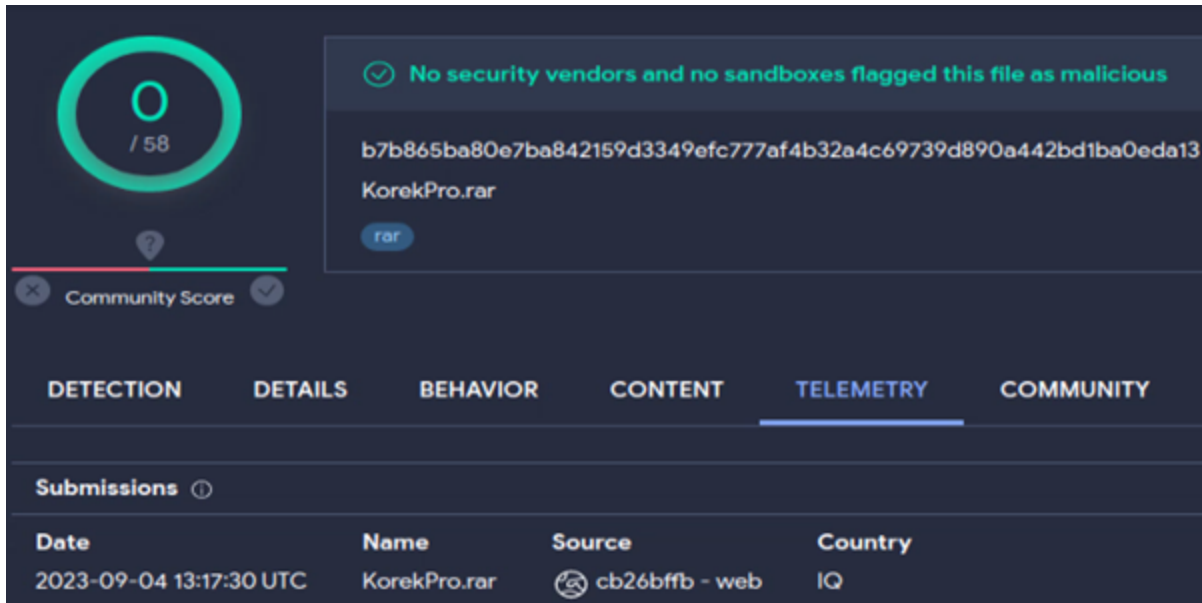 0
/ 58
Community Score
No security vendors and no sandboxes flagged this file as malicious
b7b865ba80e7ba842159d3349efc777af4b32a4c69739d890a442bd1ba0eda13
KorekPro.rar
rar
DETECTION DETAILS BEHAVIOR CONTENT TELEMETRY COMMUNITY
Submissions
Date Name Source Country
2023-09-04 13:17:30 UTC KorekPro.rar cb26bffb - web IQ